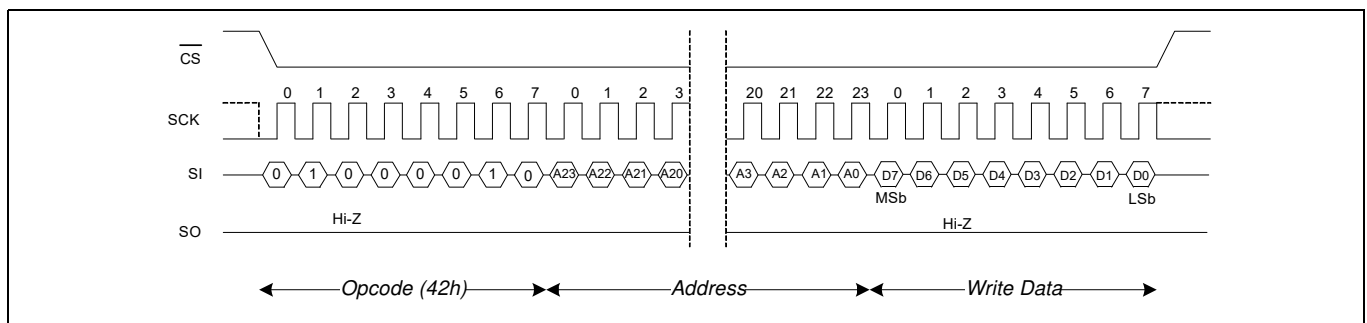 CS
0 1 2 3 4 5 6 7 0 1 2 3 20 21 22 23 0 1 2 3 4 5 6 7
SCK
SI 0 1 0 0 0 0 1 0 A23 A22 A21 A20 A3 A2 A1 A0 D7 D6 D5 D4 D3 D2 D1 D0
MSb LSb
Hi-Z Hi-Z
SO
Opcode (42h) Address Write Data